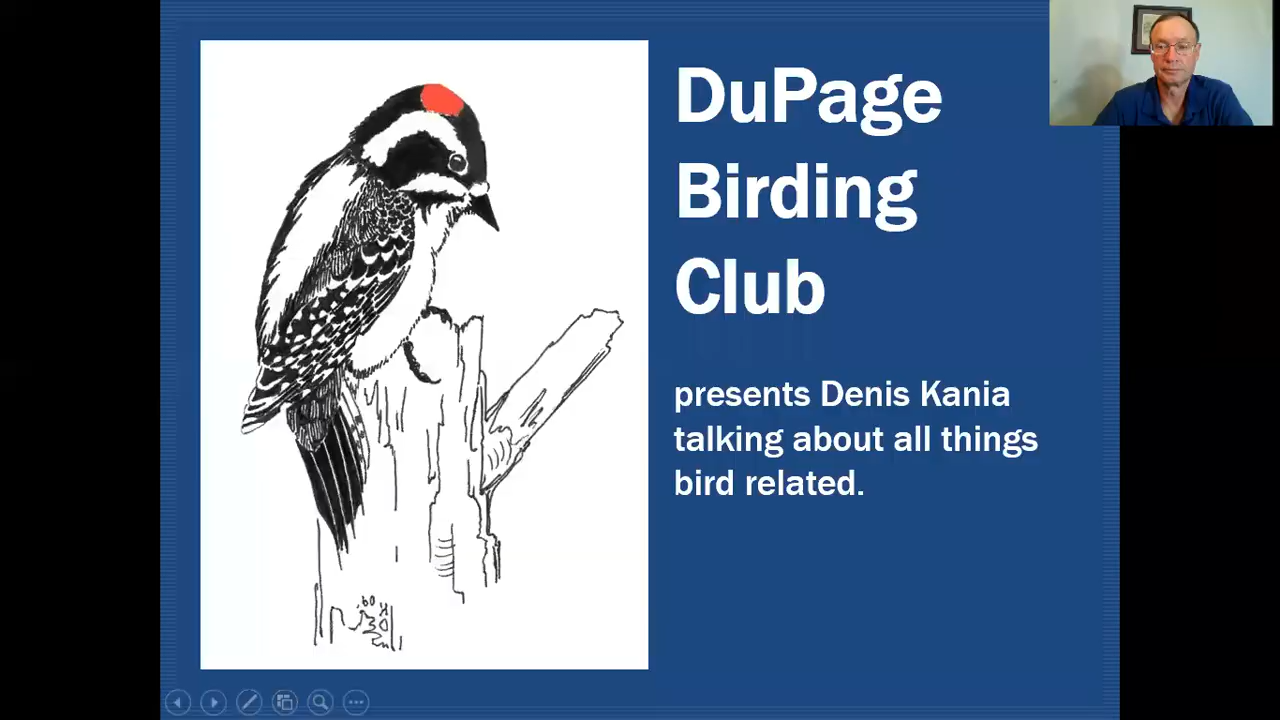 DuPage
Birding
Club
presents Denis Kania
talking about all things
bird related.